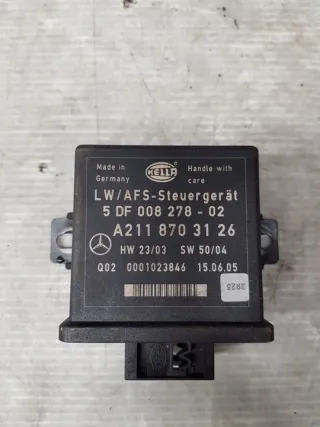 Made in Germany
HELLA
Handle with care
LW/AFS-Steuergerät
5 DF 008 278 - 02
A 211 870 31 26
HW 23/03 SW 50/04
Q02 0001023846 15.06.05
3925